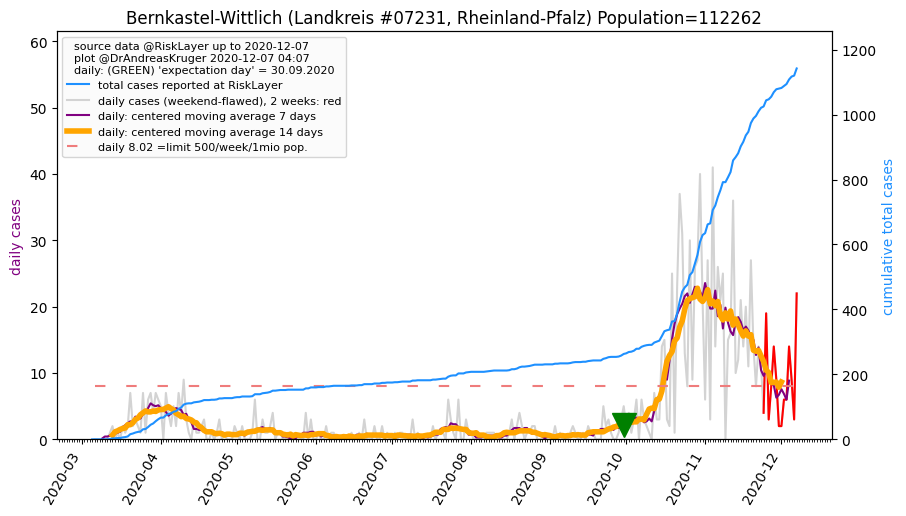 Bernkastel-Wittlich (Landkreis #07231, Rheinland-Pfalz) Population=112262
source data @RiskLayer up to 2020-12-07
plot @DrAndreasKruger 2020-12-07 04:07
daily: (GREEN) 'expectation day' = 30.09.2020
total cases reported at RiskLayer
daily cases (weekend-flawed), 2 weeks: red
daily: centered moving average 7 days
daily: centered moving average 14 days
daily 8.02 =limit 500/week/1mio pop.
daily cases
60
50
40
30
20
10
0
cumulative total cases
1200
1000
800
600
400
200
0
2020-03
2020-04
2020-05
2020-06
2020-07
2020-08
2020-09
2020-10
2020-11
2020-12